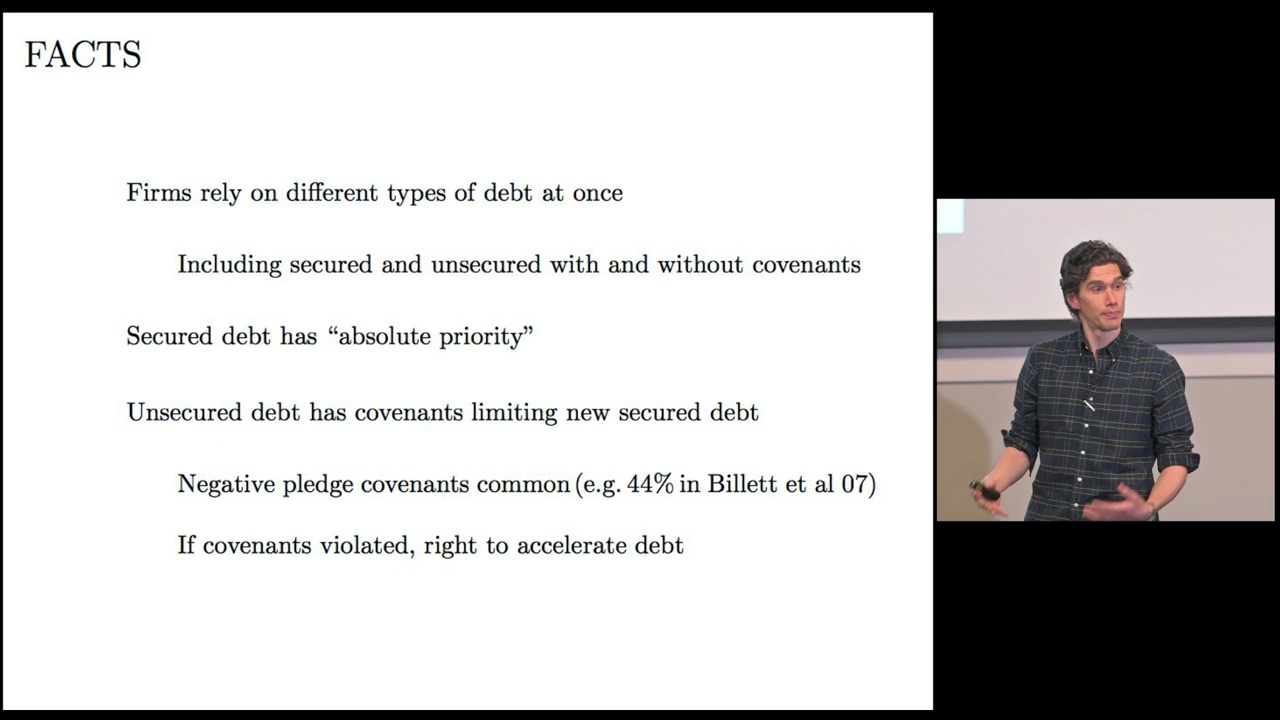 FACTS
Firms rely on different types of debt at once
Including secured and unsecured with and without covenants
Secured debt has “absolute priority”
Unsecured debt has covenants limiting new secured debt
Negative pledge covenants common (e.g. 44% in Billett et al 07)
If covenants violated, right to accelerate debt